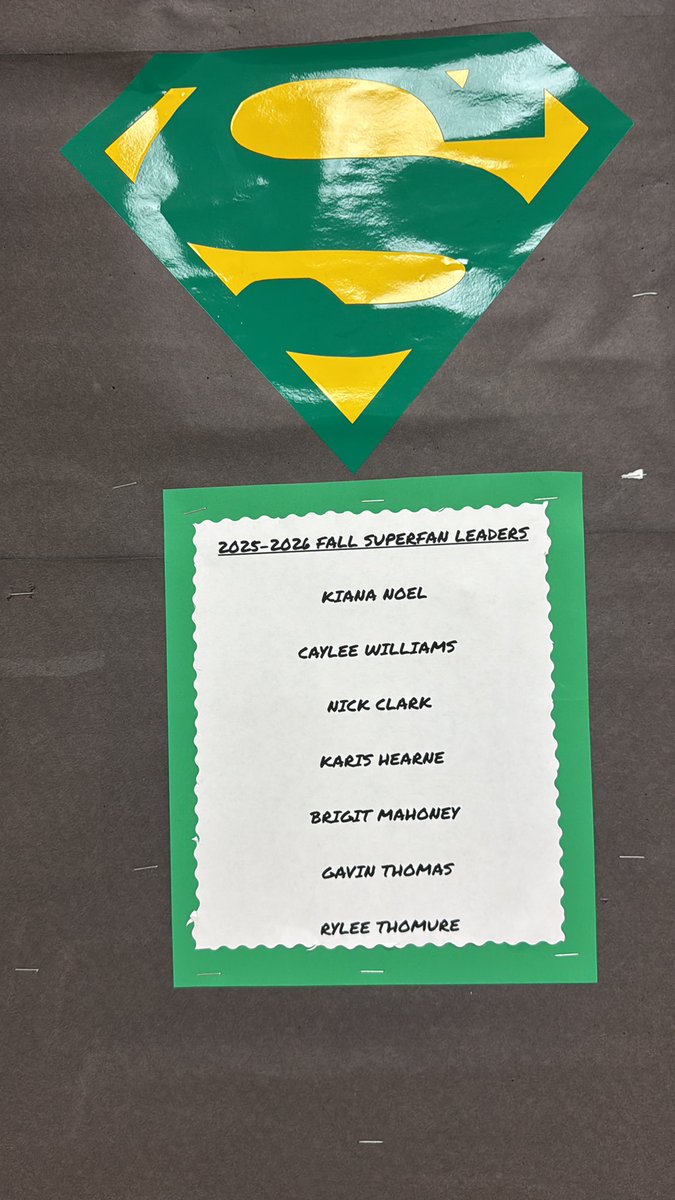 S
2025-2026 FALL SUPERFAN LEADERS
KIANA NOEL
CAYLEE WILLIAMS
NICK CLARK
KARIS HEARNE
BRIGIT MAHONEY
GAVIN THOMAS
RYLEE THOMURE